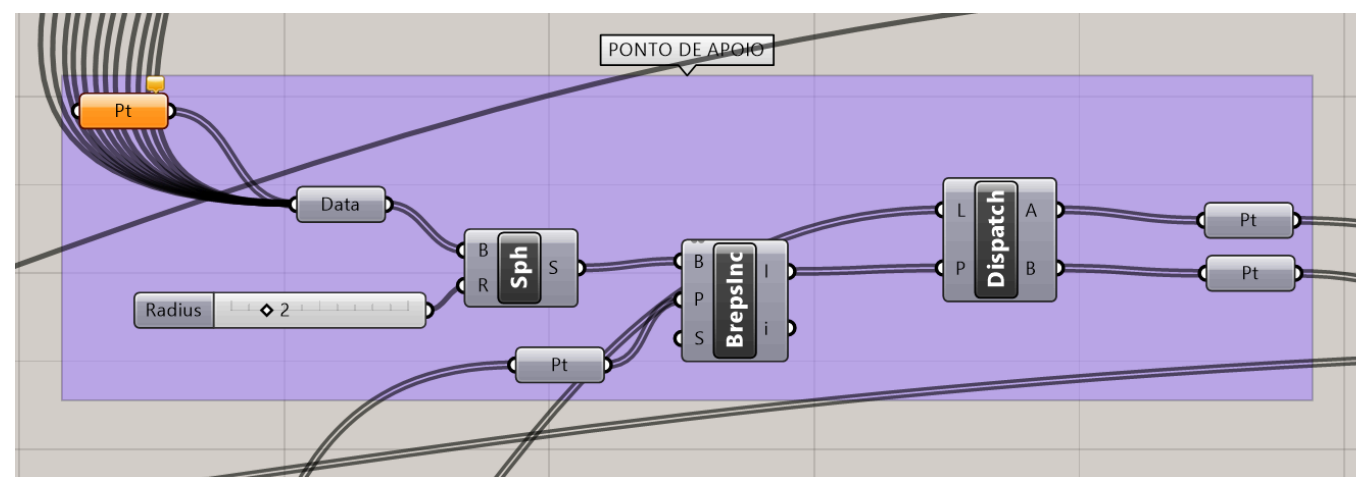 PONTO DE APOIO
Pt
Data
B
R
Sph
S
Radius
2
Pt
B
P
S
BrepsInc
I
i
L
P
Dispatch
A
B
Pt
Pt